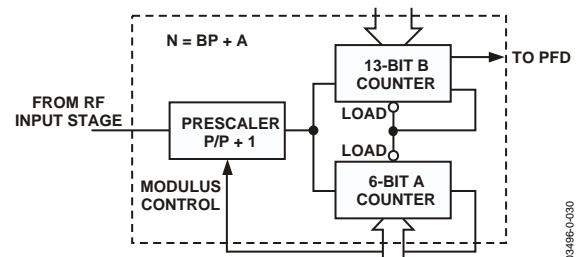 N = BP + A
13-BIT B
COUNTER
TO PFD
FROM RF
INPUT STAGE
PRESCALER
P/P + 1
LOAD
LOAD
MODULUS
CONTROL
6-BIT A
COUNTER
03496-0-030